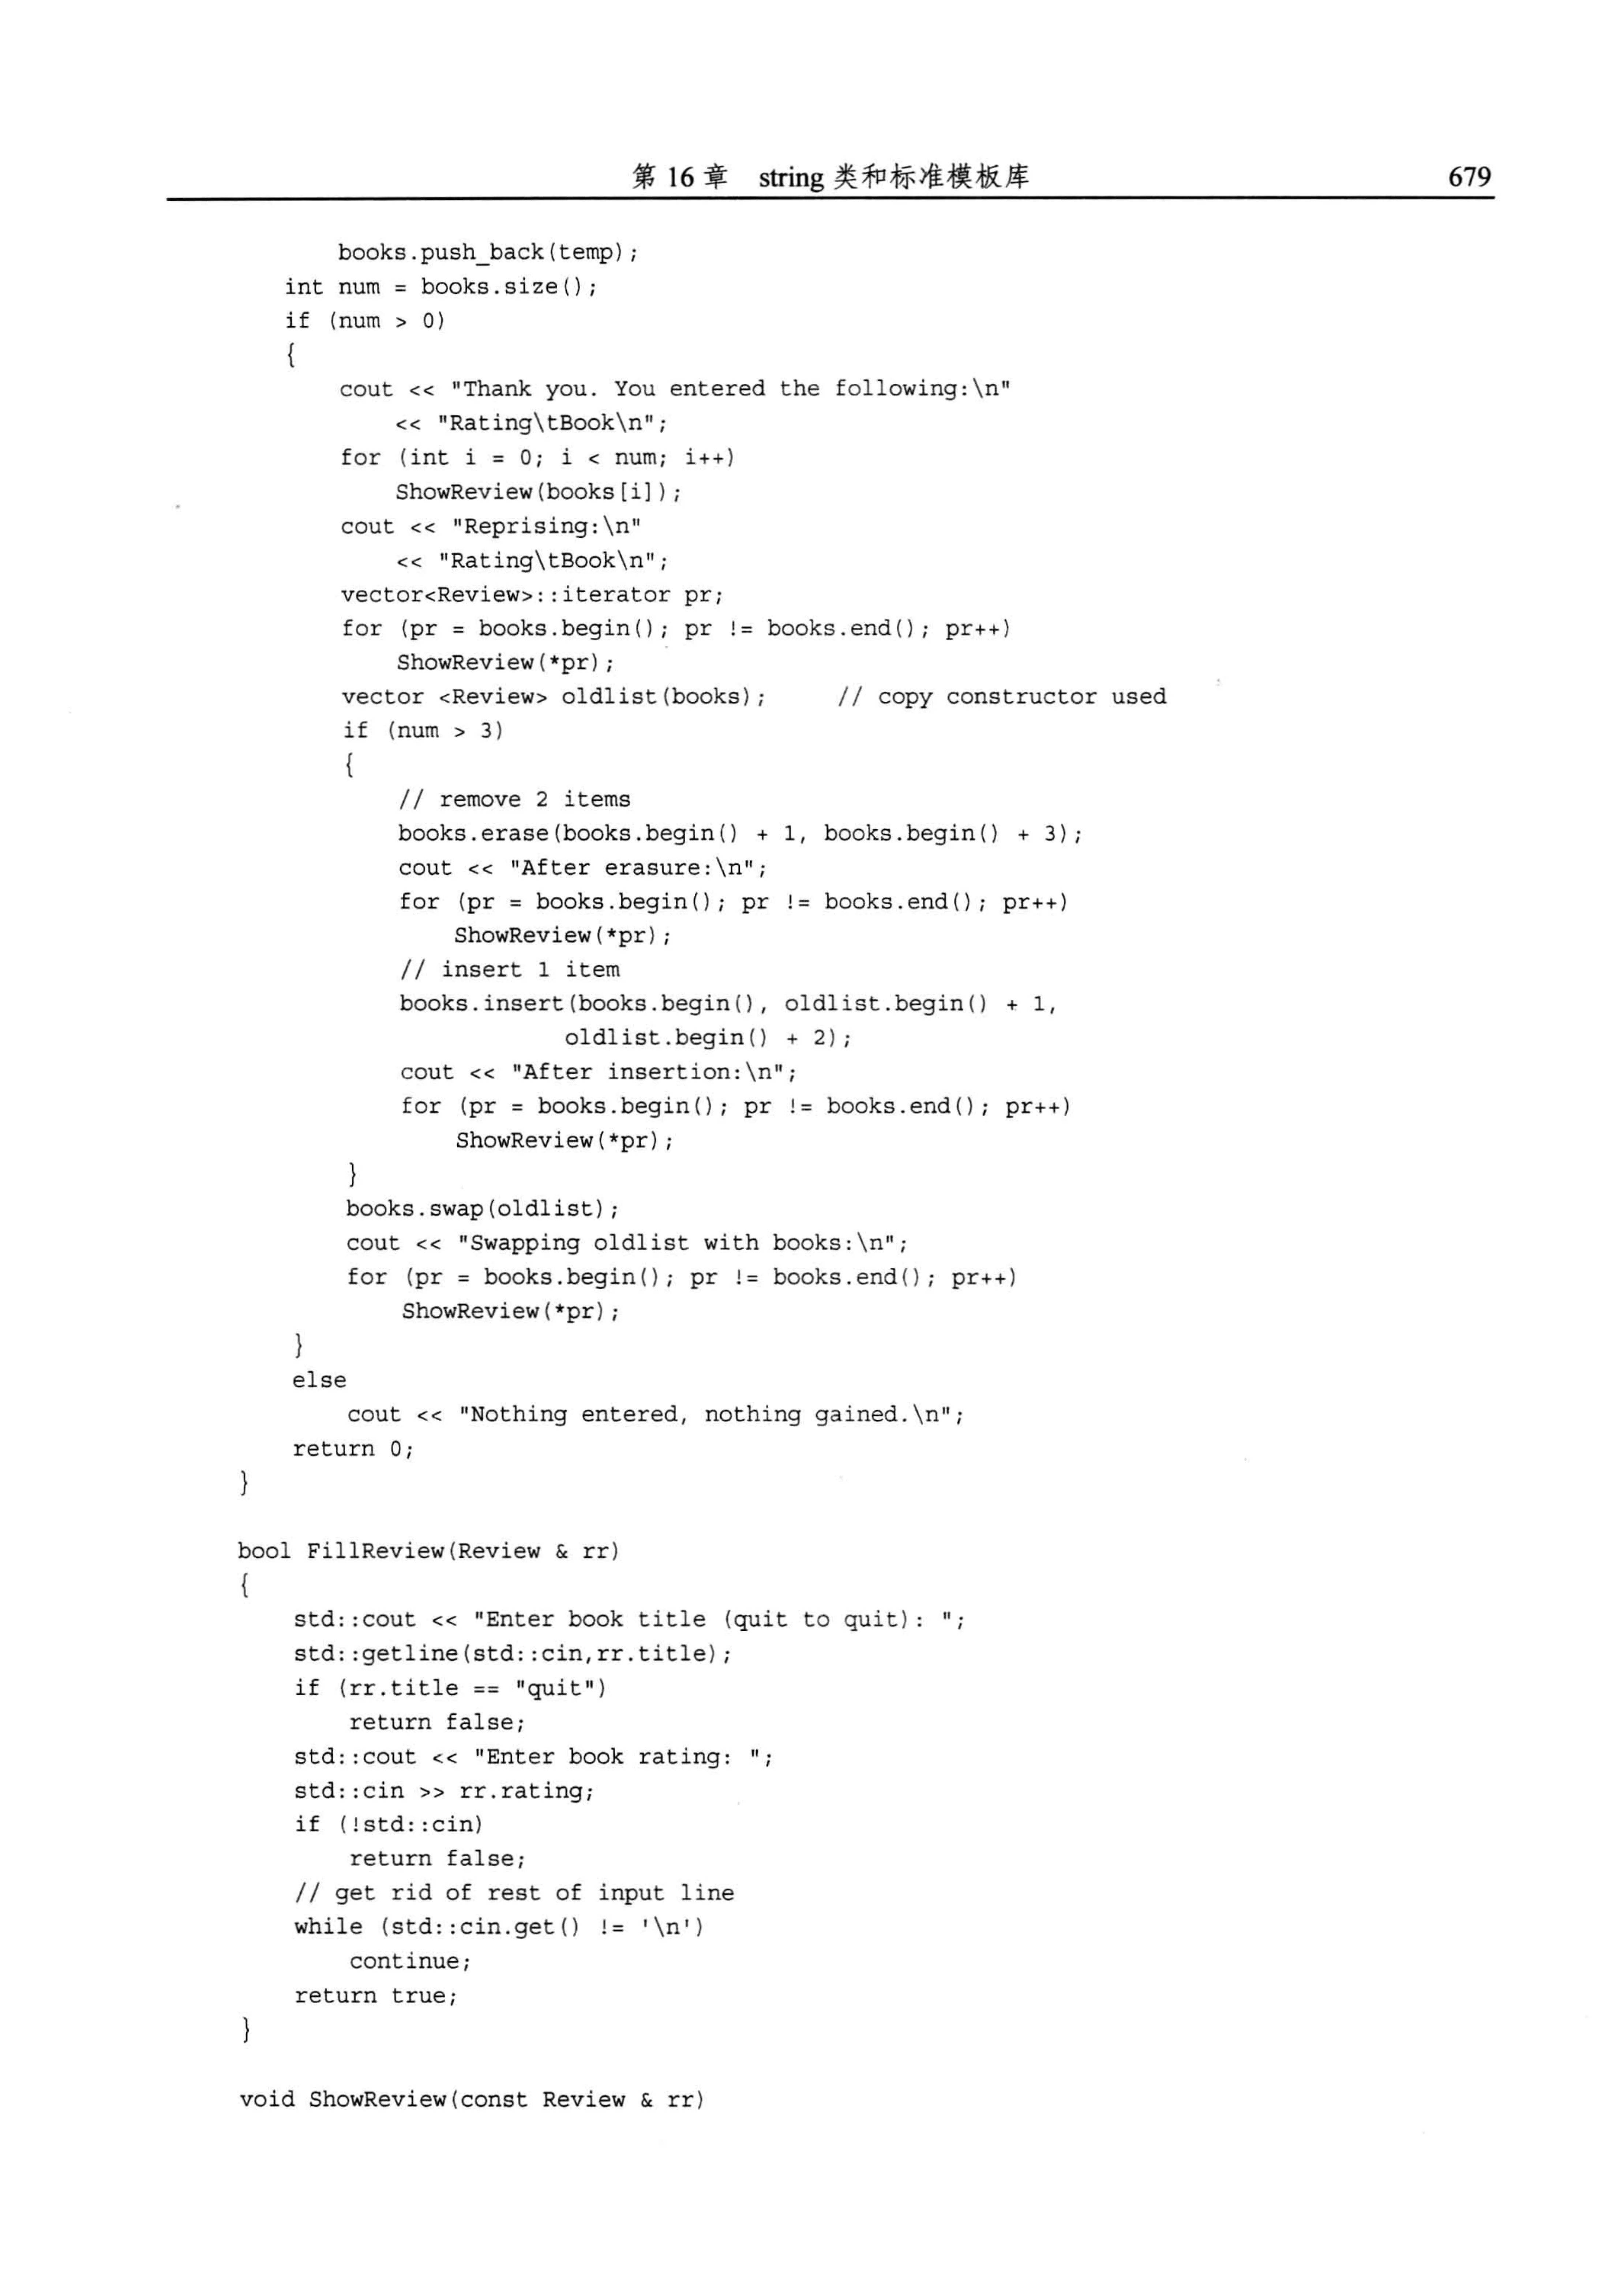 第 16 章 string 类和标准模板库 679
        books.push_back(temp);
    int num = books.size();
    if (num > 0)
    {
        cout << "Thank you. You entered the following:\n"
            << "Rating\tBook\n";
        for (int i = 0; i < num; i++)
            ShowReview(books[i]);
        cout << "Reprising:\n"
            << "Rating\tBook\n";
        vector<Review>::iterator pr;
        for (pr = books.begin(); pr != books.end(); pr++)
            ShowReview(*pr);
        vector <Review> oldlist(books);     // copy constructor used
        if (num > 3)
        {
            // remove 2 items
            books.erase(books.begin() + 1, books.begin() + 3);
            cout << "After erasure:\n";
            for (pr = books.begin(); pr != books.end(); pr++)
                ShowReview(*pr);
            // insert 1 item
            books.insert(books.begin(), oldlist.begin() + 1,
                        oldlist.begin() + 2);
            cout << "After insertion:\n";
            for (pr = books.begin(); pr != books.end(); pr++)
                ShowReview(*pr);
        }
        books.swap(oldlist);
        cout << "Swapping oldlist with books:\n";
        for (pr = books.begin(); pr != books.end(); pr++)
            ShowReview(*pr);
    }
    else
        cout << "Nothing entered, nothing gained.\n";
    return 0;
}
bool FillReview(Review & rr)
{
    std::cout << "Enter book title (quit to quit): ";
    std::getline(std::cin,rr.title);
    if (rr.title == "quit")
        return false;
    std::cout << "Enter book rating: ";
    std::cin >> rr.rating;
    if (!std::cin)
        return false;
    // get rid of rest of input line
    while (std::cin.get() != '\n')
        continue;
    return true;
}
void ShowReview(const Review & rr)